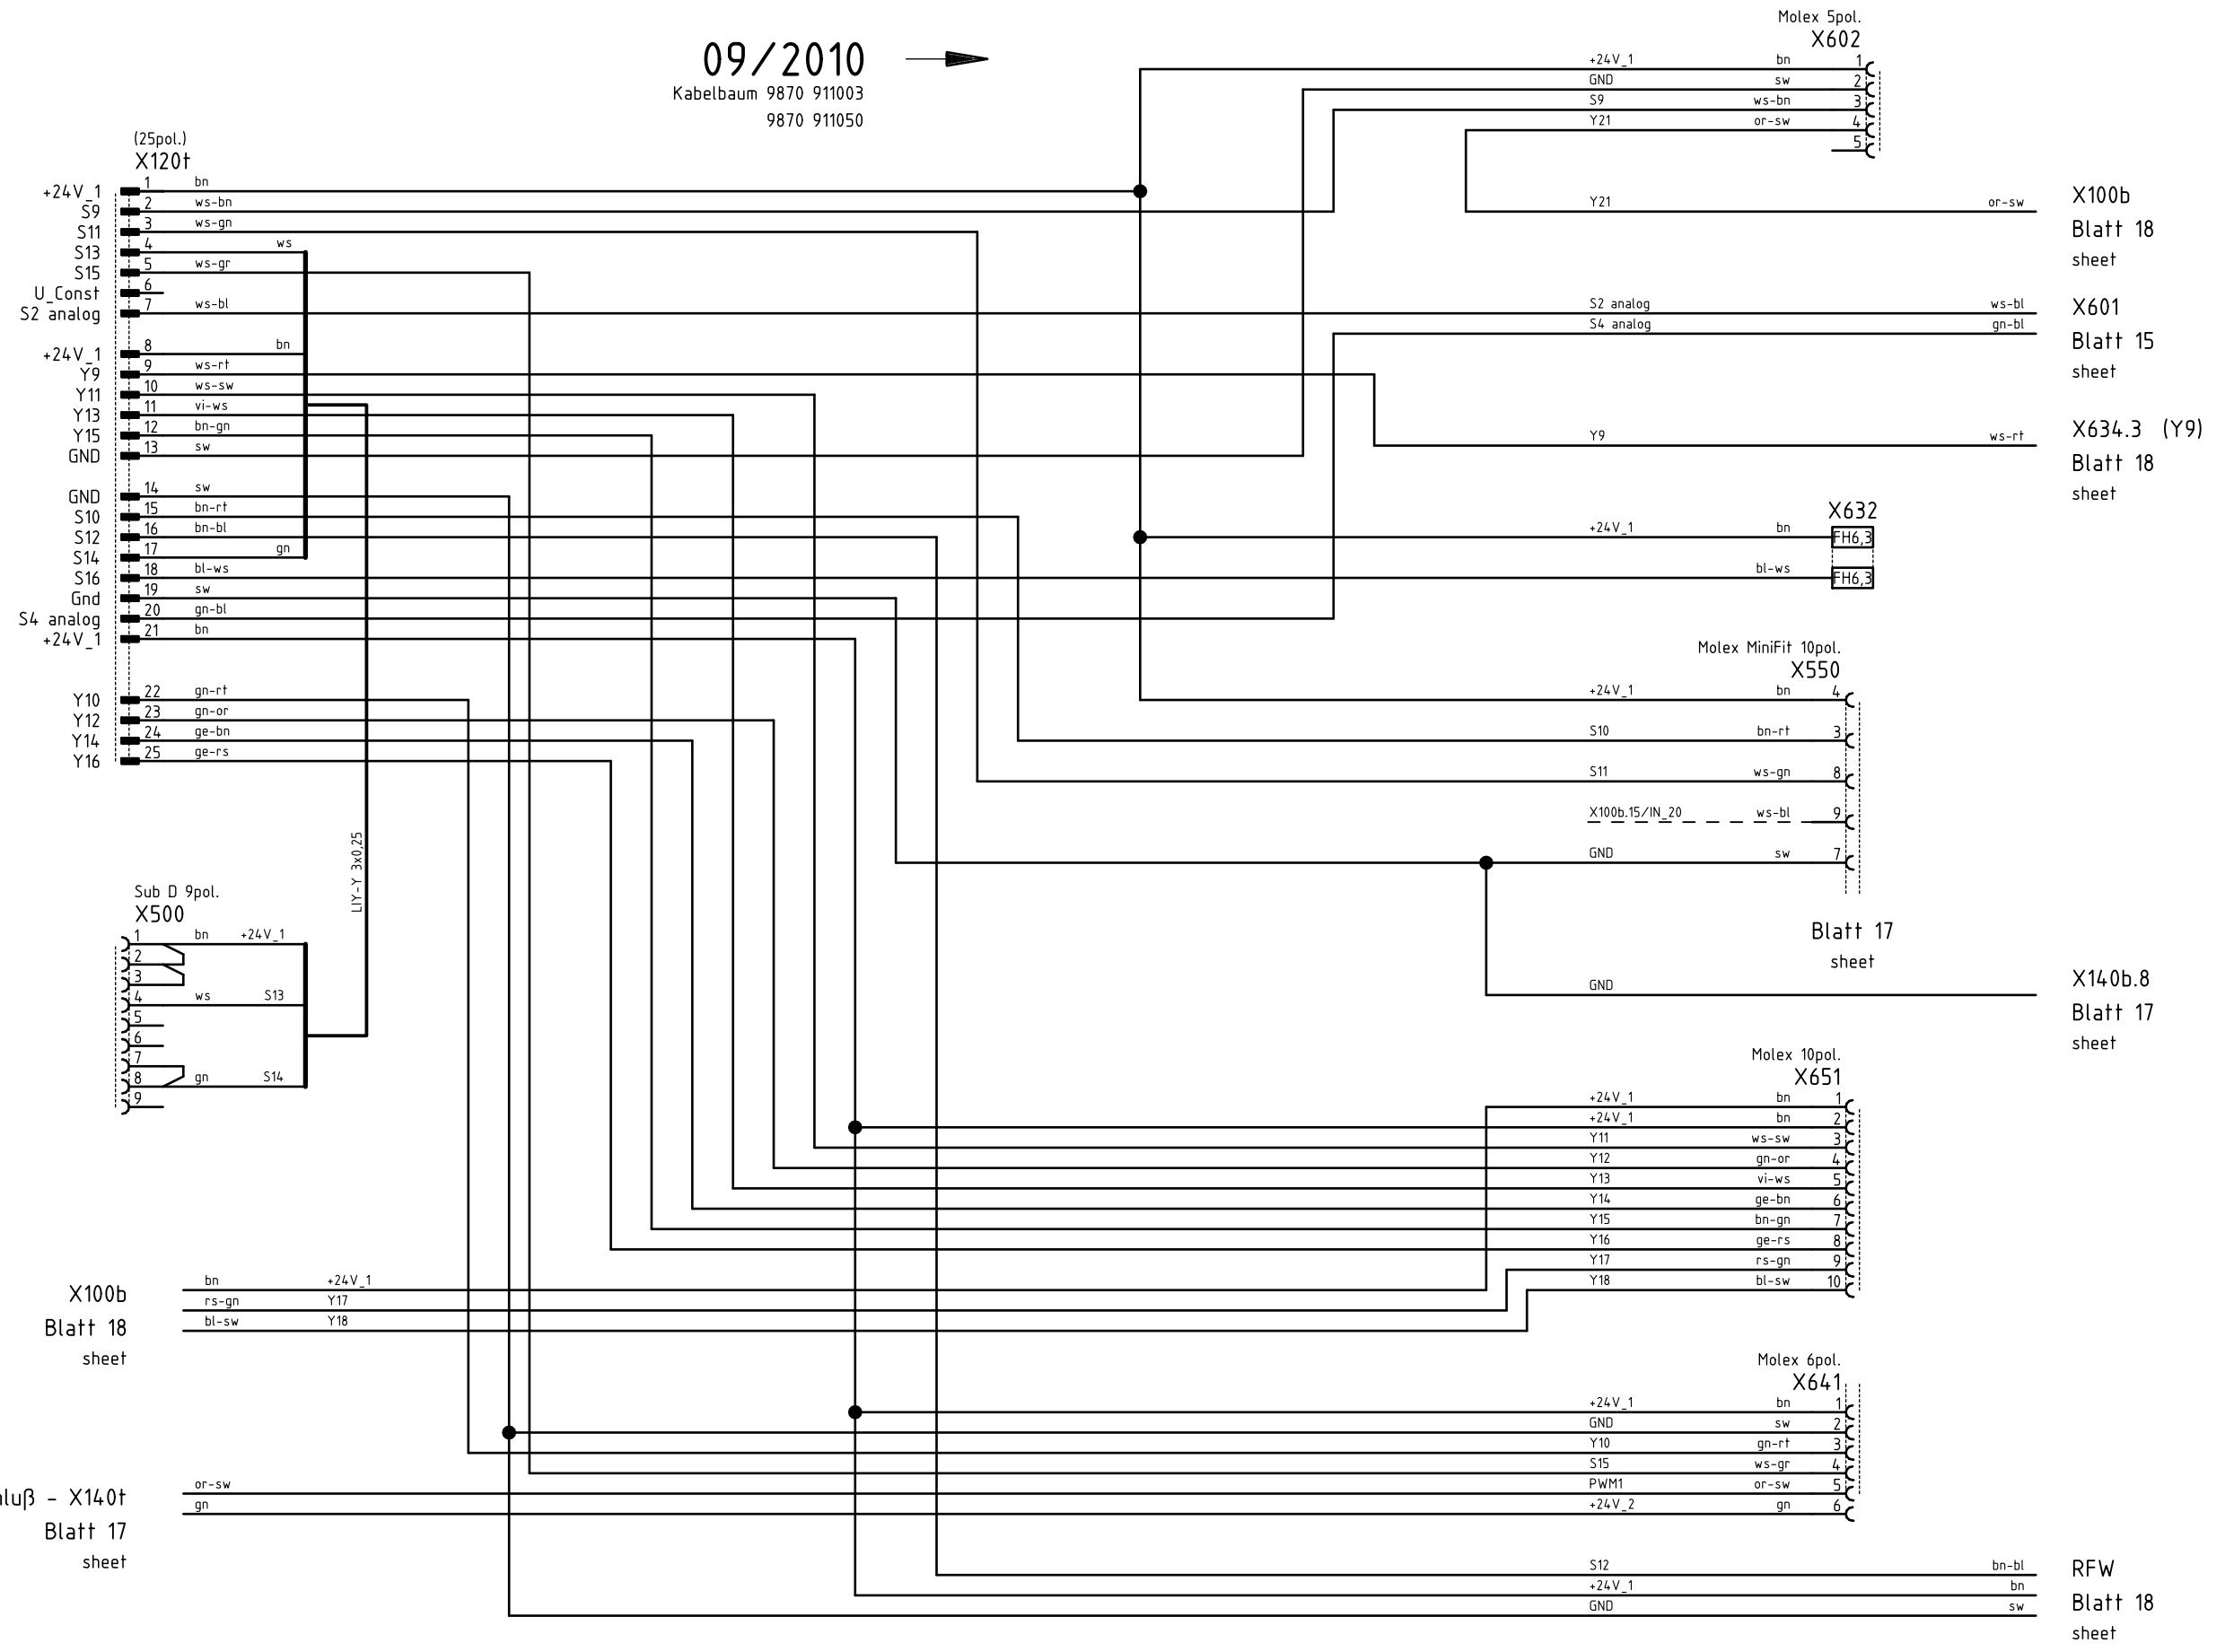 09/2010
Kabelbaum 9870 911003
9870 911050
Molex 5pol.
X602
+24V_1 bn 1
GND sw 2
S9 ws-bn 3
Y21 or-sw 4
5
(25pol.)
X120t
+24V_1 1 bn
S9 2 ws-bn
S11 3 ws-gn
S13 4 ws
S15 5 ws-gr
U_Const 6
S2 analog 7 ws-bl
+24V_1 8 bn
Y9 9 ws-rt
Y11 10 ws-sw
Y13 11 vi-ws
Y15 12 bn-gn
GND 13 sw
GND 14 sw
S10 15 bn-rt
S12 16 bn-bl
S14 17 gn
S16 18 bl-ws
Gnd 19 sw
S4 analog 20 gn-bl
+24V_1 21 bn
Y10 22 gn-rt
Y12 23 gn-or
Y14 24 ge-bn
Y16 25 ge-rs
LIY-Y 3x0,25
Y21 or-sw
X100b
Blatt 18
sheet
S2 analog ws-bl
S4 analog gn-bl
X601
Blatt 15
sheet
Y9 ws-rt
X634.3 (Y9)
Blatt 18
sheet
X632
+24V_1 bn FH6,3
bl-ws FH6,3
Molex MiniFit 10pol.
X550
+24V_1 bn 4
S10 bn-rt 3
S11 ws-gn 8
X100b.15/IN_20 ws-bl 9
GND sw 7
Blatt 17
sheet
GND
X140b.8
Blatt 17
sheet
Sub D 9pol.
X500
1 bn +24V_1
2
3
4 ws S13
5
6
7
8 gn S14
9
Molex 10pol.
X651
+24V_1 bn 1
+24V_1 bn 2
Y11 ws-sw 3
Y12 gn-or 4
Y13 vi-ws 5
Y14 ge-bn 6
Y15 bn-gn 7
Y16 ge-rs 8
Y17 rs-gn 9
Y18 bl-sw 10
X100b
Blatt 18
sheet
bn +24V_1
rs-gn Y17
bl-sw Y18
Molex 6pol.
X641
+24V_1 bn 1
GND sw 2
Y10 gn-rt 3
S15 ws-gr 4
PWM1 or-sw 5
+24V_2 gn 6
- X140t
Blatt 17
sheet
or-sw
gn
S12 bn-bl
+24V_1 bn
GND sw
RFW
Blatt 18
sheet